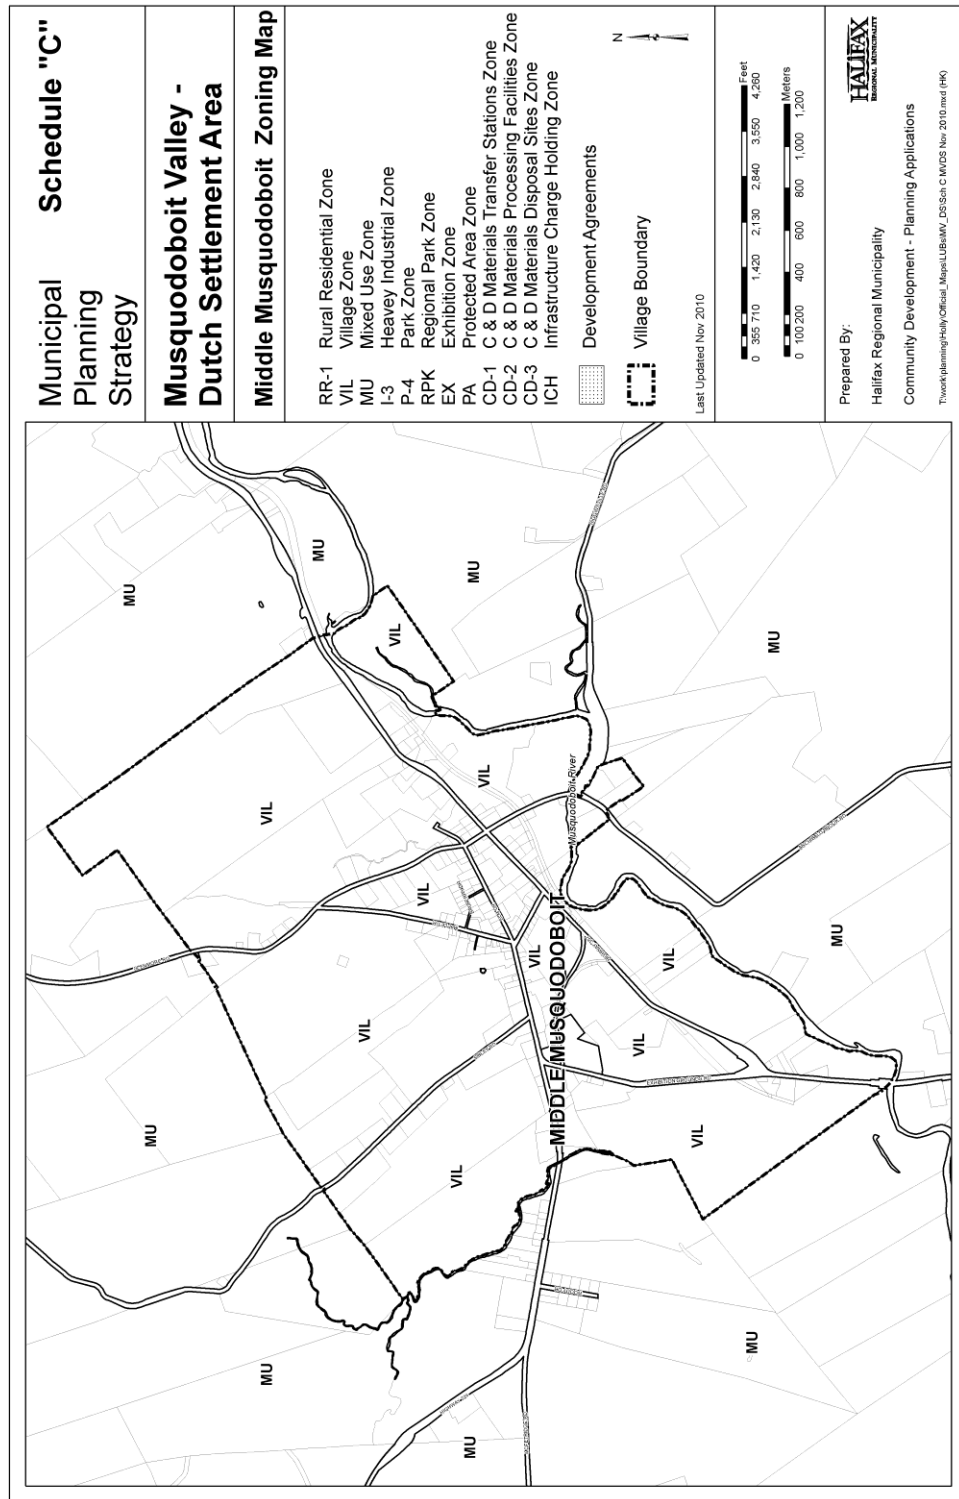 Municipal Schedule "C"
Planning
Strategy
Musquodoboit Valley -
Dutch Settlement Area
Middle Musquodoboit Zoning Map
RR-1 Rural Residential Zone
VIL Village Zone
MU Mixed Use Zone
I-3 Heavey Industrial Zone
P-4 Park Zone
RPK Regional Park Zone
EX Exhibition Zone
PA Protected Area Zone
CD-1 C & D Materials Transfer Stations Zone
CD-2 C & D Materials Processing Facilities Zone
CD-3 C & D Materials Disposal Sites Zone
ICH Infrastructure Charge Holding Zone
Development Agreements
Village Boundary
N
Last Updated Nov 2010
Feet
0 355 710 1,420 2,130 2,840 3,550 4,260
Meters
0 100 200 400 600 800 1,000 1,200
Prepared By:
HALIFAX
REGIONAL MUNICIPALITY
Halifax Regional Municipality
Community Development - Planning Applications
MU
MU
MU
VIL
MU
VIL
VIL
VIL
Musquodoboit River
VIL
MIDDLE MUSQUODOBOIT
VIL
VIL
MU
VIL
MU
VIL
VIL
MU
MU
MU